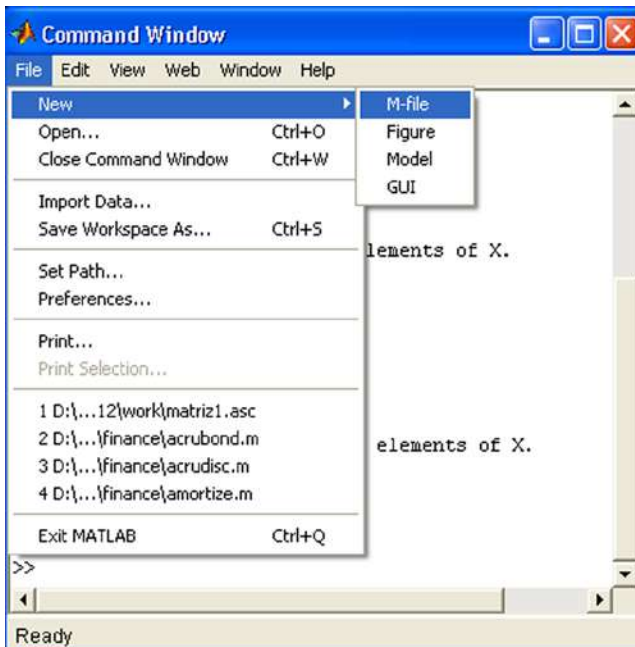 Command Window
File Edit View Web Window Help
New M-file
Open... Ctrl+O Figure
Close Command Window Ctrl+W Model
GUI
Import Data...
Save Workspace As... Ctrl+S
lements of X.
Set Path...
Preferences...
Print...
Print Selection...
1 D:\...12\work\matriz1.asc
2 D:\...\finance\acrubond.m
elements of X.
3 D:\...\finance\acrudisc.m
4 D:\...\finance\amortize.m
Exit MATLAB Ctrl+Q
>>
Ready